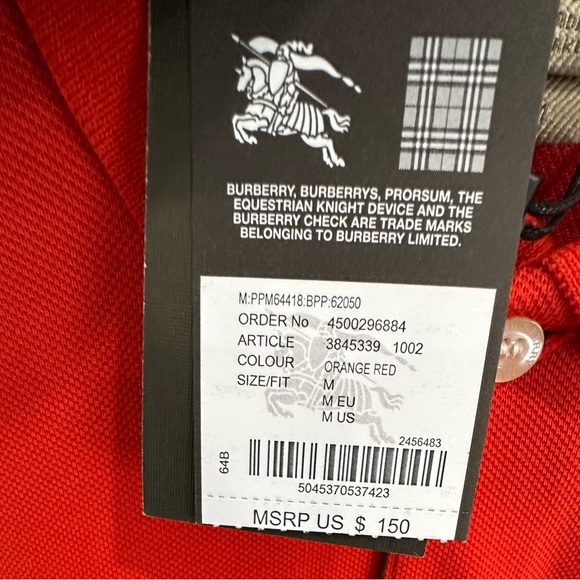 BURBERRY, BURBERRYS, PRORSUM, THE
EQUESTRIAN KNIGHT DEVICE AND THE
BURBERRY CHECK ARE TRADE MARKS
BELONGING TO BURBERRY LIMITED.
M:PPM64418:BPP:62050
ORDER No 4500296884
ARTICLE 3845339 1002
COLOUR ORANGE RED
SIZE/FIT M
M EU
M US
2456483
64B
5045370537423
MSRP US $ 150